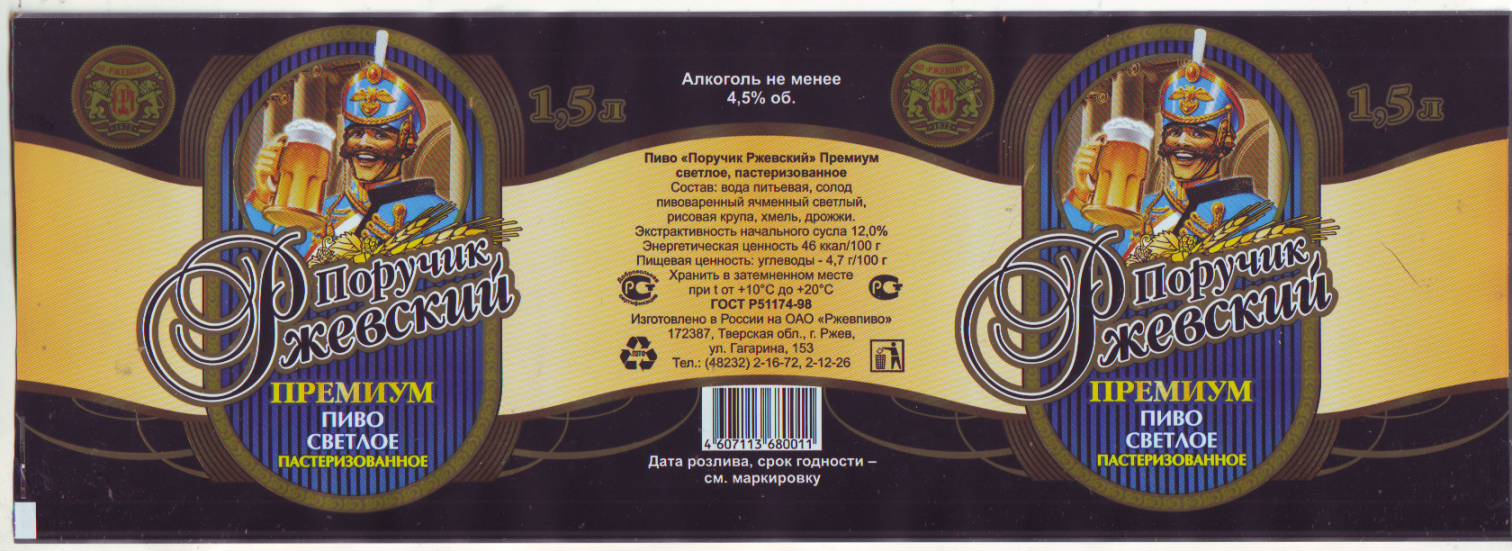 1,5 л
Поручик
Ржевский
ПРЕМИУМ
ПИВО
СВЕТЛОЕ
ПАСТЕРИЗОВАННОЕ
Алкоголь не менее
4,5% об.
Пиво «Поручик Ржевский» Премиум
светлое, пастеризованное
Состав: вода питьевая, солод
пивоваренный ячменный светлый,
рисовая крупа, хмель, дрожжи.
Экстрактивность начального сусла 12,0%
Энергетическая ценность 46 ккал/100 г
Пищевая ценность: углеводы - 4,7 г/100 г
Хранить в затемненном месте
при t от +10°С до +20°С
ГОСТ Р51174-98
Изготовлено в России на ОАО «Ржевпиво»
172387, Тверская обл., г. Ржев,
ул. Гагарина, 153
Тел.: (48232) 2-16-72, 2-12-26
Добровольная
сертификация
4 607113 680011
Дата розлива, срок годности –
см. маркировку
1,5 л
Поручик
Ржевский
ПРЕМИУМ
ПИВО
СВЕТЛОЕ
ПАСТЕРИЗОВАННОЕ